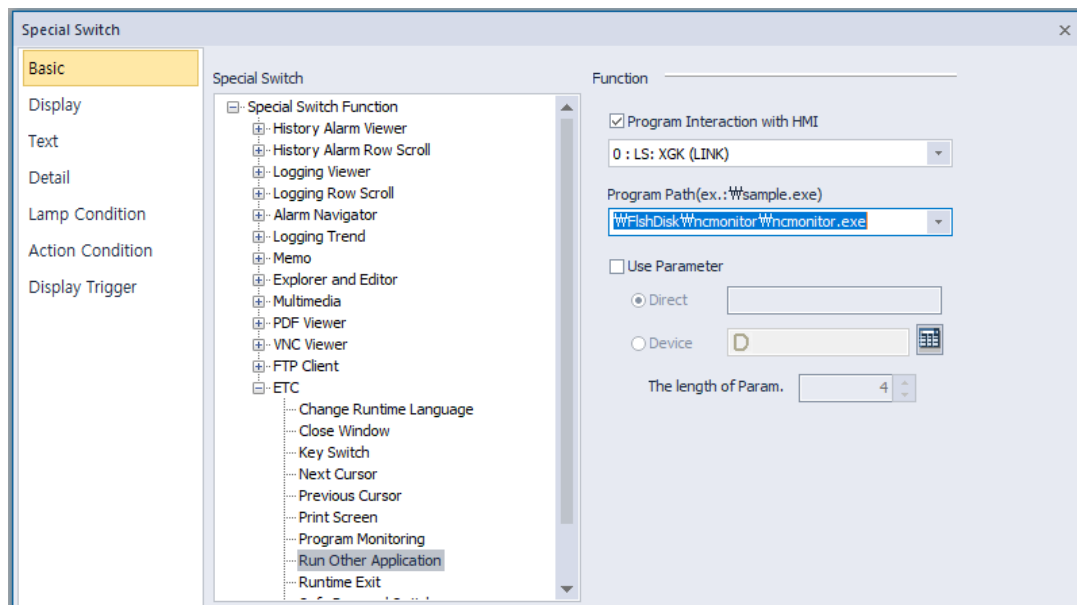 Special Switch
Basic
Display
Text
Detail
Lamp Condition
Action Condition
Display Trigger
Special Switch
Special Switch Function
History Alarm Viewer
History Alarm Row Scroll
Logging Viewer
Logging Row Scroll
Alarm Navigator
Logging Trend
Memo
Explorer and Editor
Multimedia
PDF Viewer
VNC Viewer
FTP Client
ETC
Change Runtime Language
Close Window
Key Switch
Next Cursor
Previous Cursor
Print Screen
Program Monitoring
Run Other Application
Runtime Exit
Function
Program Interaction with HMI
0 : LS: XGK (LINK)
Program Path(ex.:₩sample.exe)
₩FlshDisk₩ncmonitor₩ncmonitor.exe
Use Parameter
Direct
Device
D
The length of Param.
4